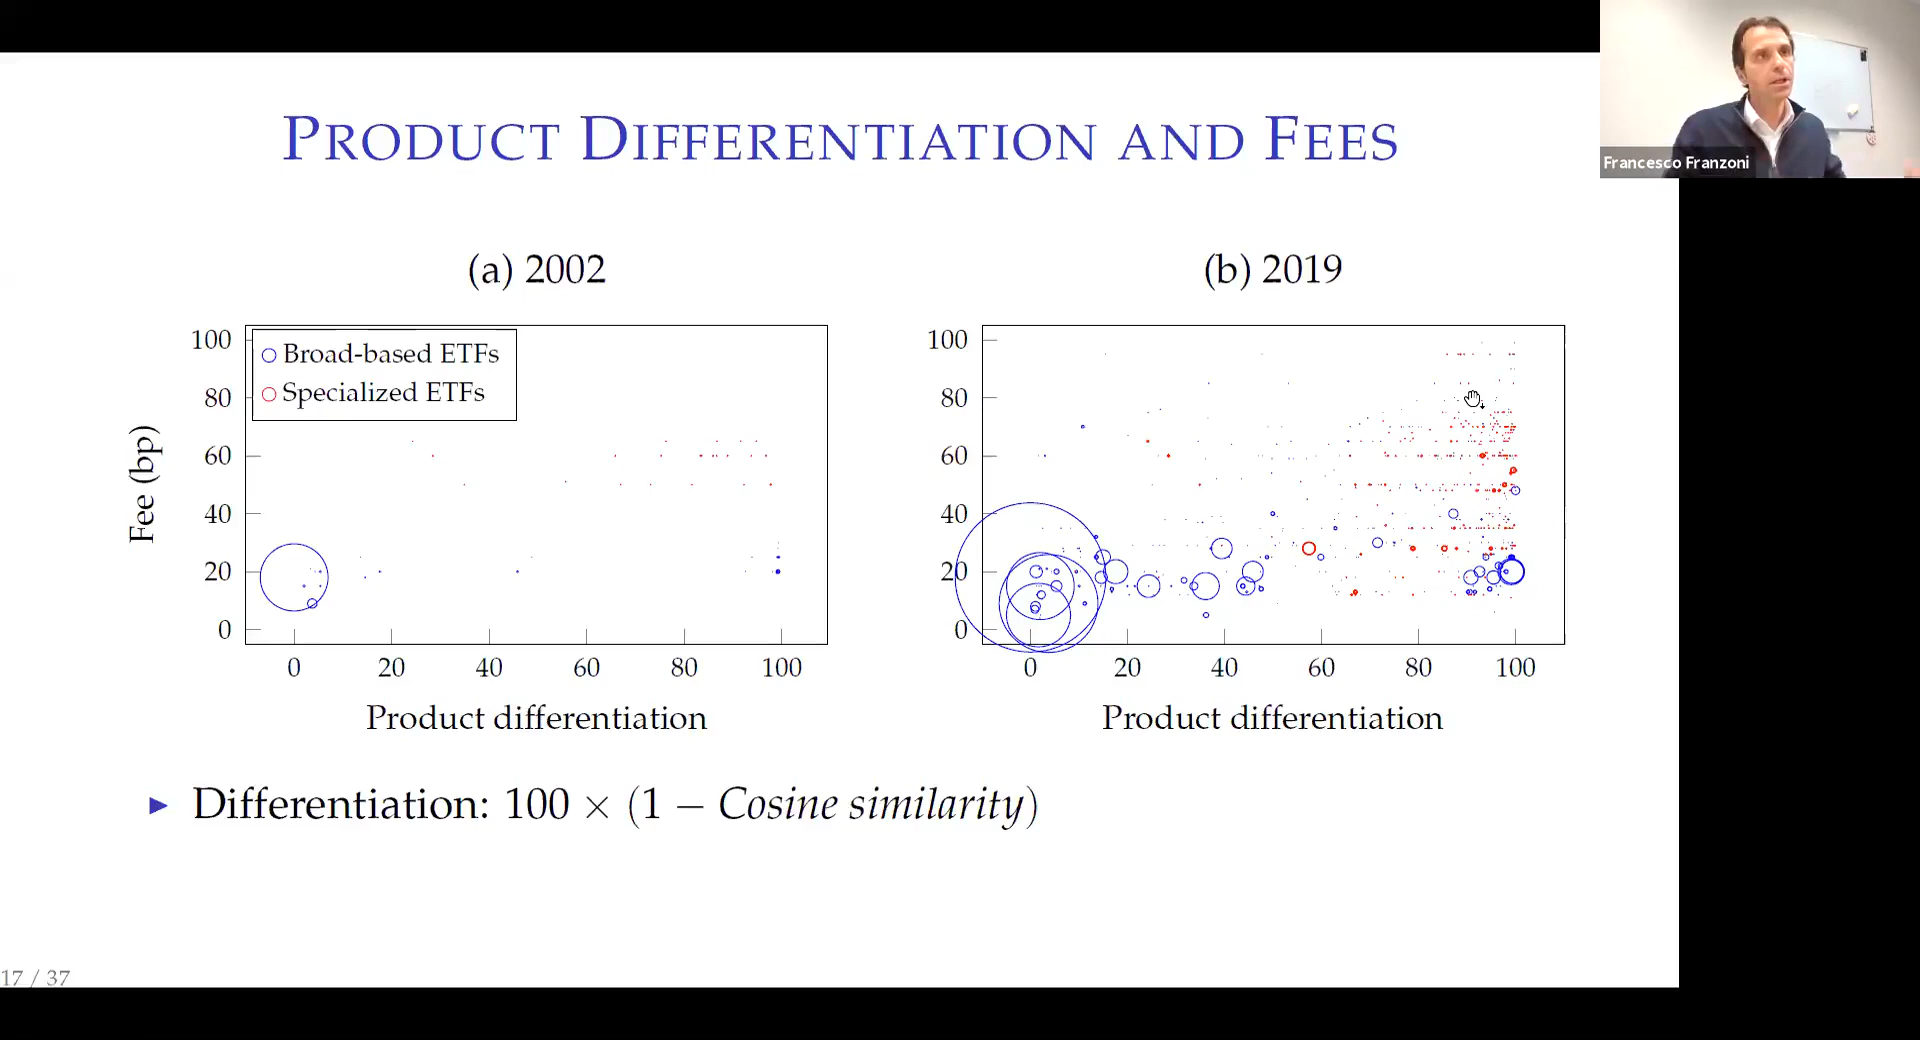 PRODUCT DIFFERENTIATION AND FEES
Francesco Franzoni
(a) 2002
100
80
60
40
20
0
Fee (bp)
Broad-based ETFs
Specialized ETFs
0 20 40 60 80 100
Product differentiation
(b) 2019
100
80
60
40
20
0
0 20 40 60 80 100
Product differentiation
► Differentiation: 100 × (1 − Cosine similarity)
17 / 37